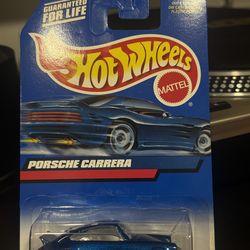 GUARANTEED
FOR LIFE
HOT WHEELS
MATTEL
PORSCHE CARRERA